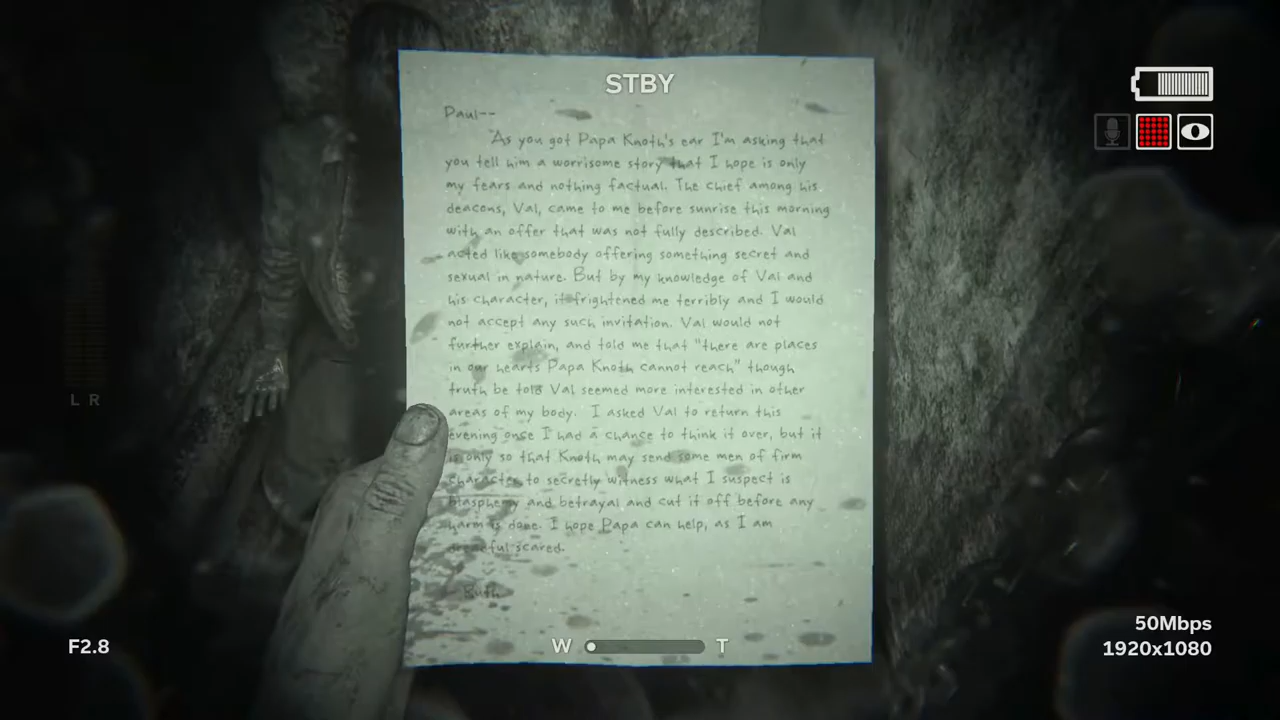 STBY
Paul--
As you got Papa Knoth's ear I'm asking that
you tell him a worrisome story that I hope is only
my fears and nothing factual. The chief among his
deacons, Val, came to me before sunrise this morning
with an offer that was not fully described. Val
acted like somebody offering something secret and
sexual in nature. But by my knowledge of Val and
his character, it frightened me terribly and I would
not accept any such invitation. Val would not
further explain, and told me that "there are places
in our hearts Papa Knoth cannot reach" though
truth be told Val seemed more interested in other
areas of my body. I asked Val to return this
evening once I had a chance to think it over, but it
is only so that Knoth may send some men of firm
character to secretly witness what I suspect is
blasphemy and betrayal and cut it off before any
harm is done. I hope Papa can help, as I am
dreadful scared.
Ruth
L R
F2.8
W T
50Mbps
1920x1080